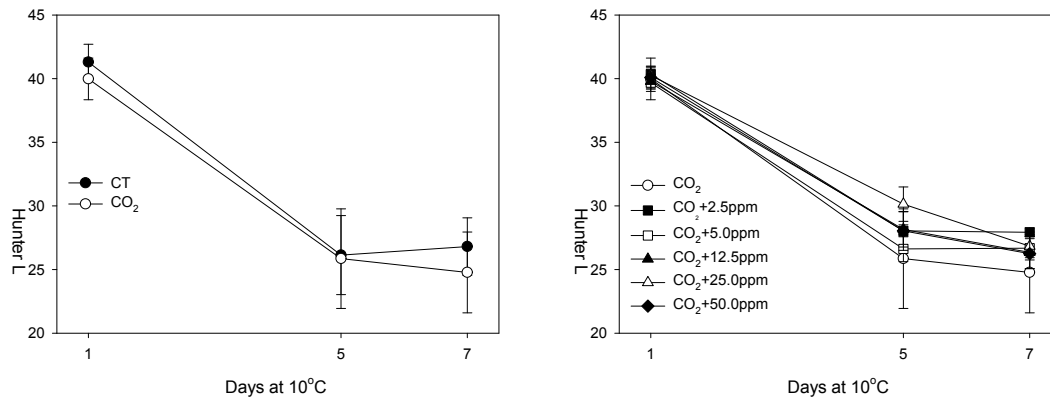 45
40
35
30
25
20
Hunter L
CT
CO₂
1
5
7
Days at 10°C
45
40
35
30
25
20
Hunter L
CO₂
CO₂+2.5ppm
CO₂+5.0ppm
CO₂+12.5ppm
CO₂+25.0ppm
CO₂+50.0ppm
1
5
7
Days at 10°C